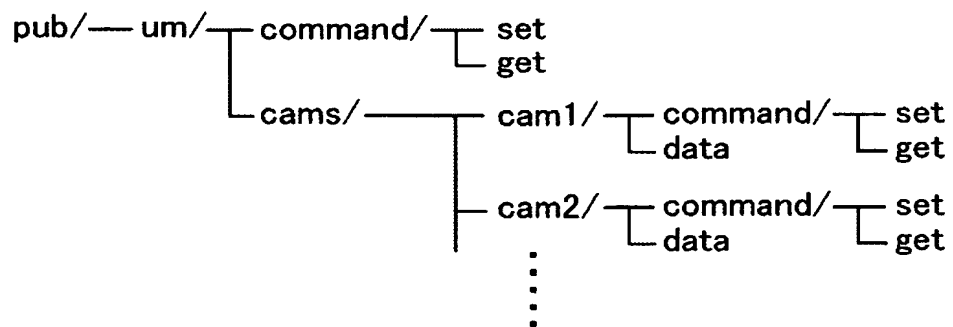 pub/ um/ command/ set
get
cams/ cam1/ command/ set
data get
cam2/ command/ set
data get